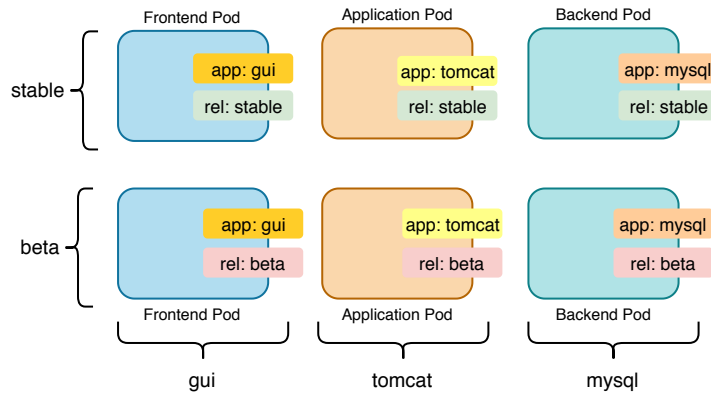 Frontend Pod
Application Pod
Backend Pod
stable
app: gui
app: tomcat
app: mysql
rel: stable
rel: stable
rel: stable
beta
app: gui
app: tomcat
app: mysql
rel: beta
rel: beta
rel: beta
Frontend Pod
Application Pod
Backend Pod
gui
tomcat
mysql